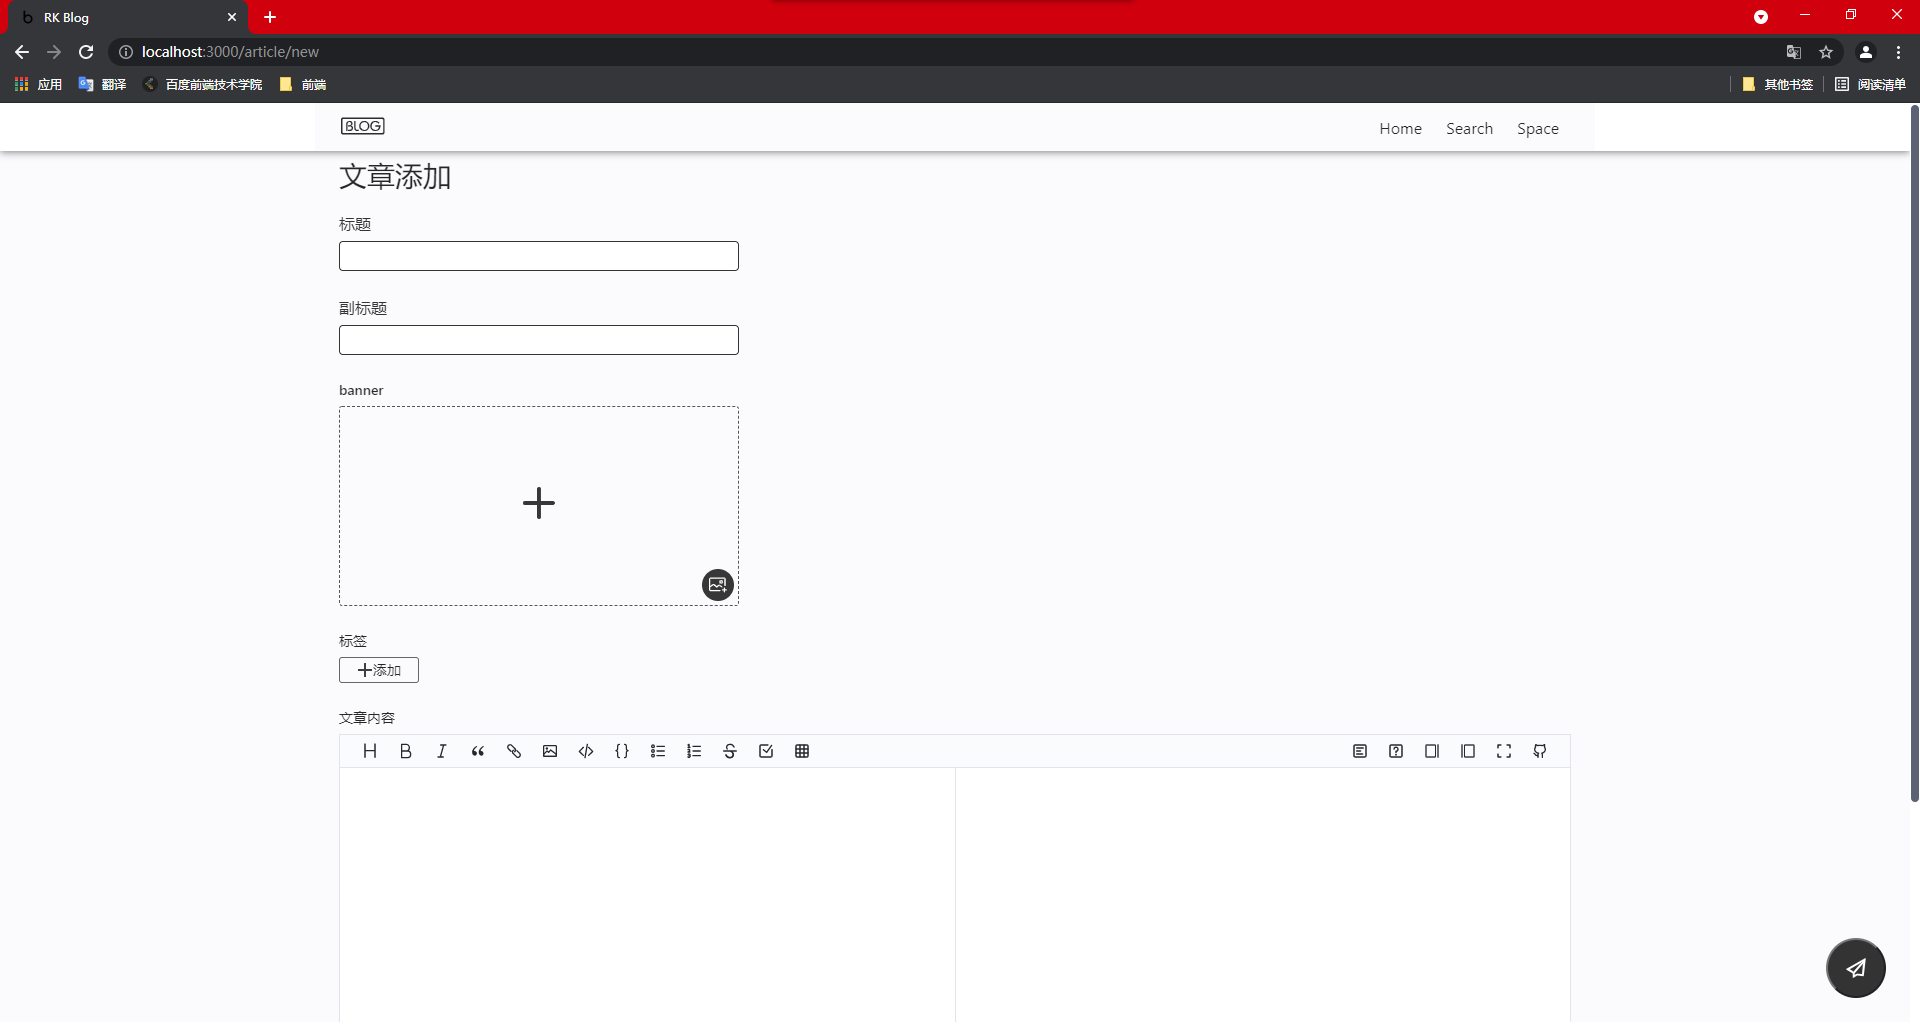 RK Blog
localhost:3000/article/new
应用 翻译 百度前端技术学院 前端 其他书签 阅读清单
BLOG Home Search Space
文章添加
标题
副标题
banner
标签
添加
文章内容